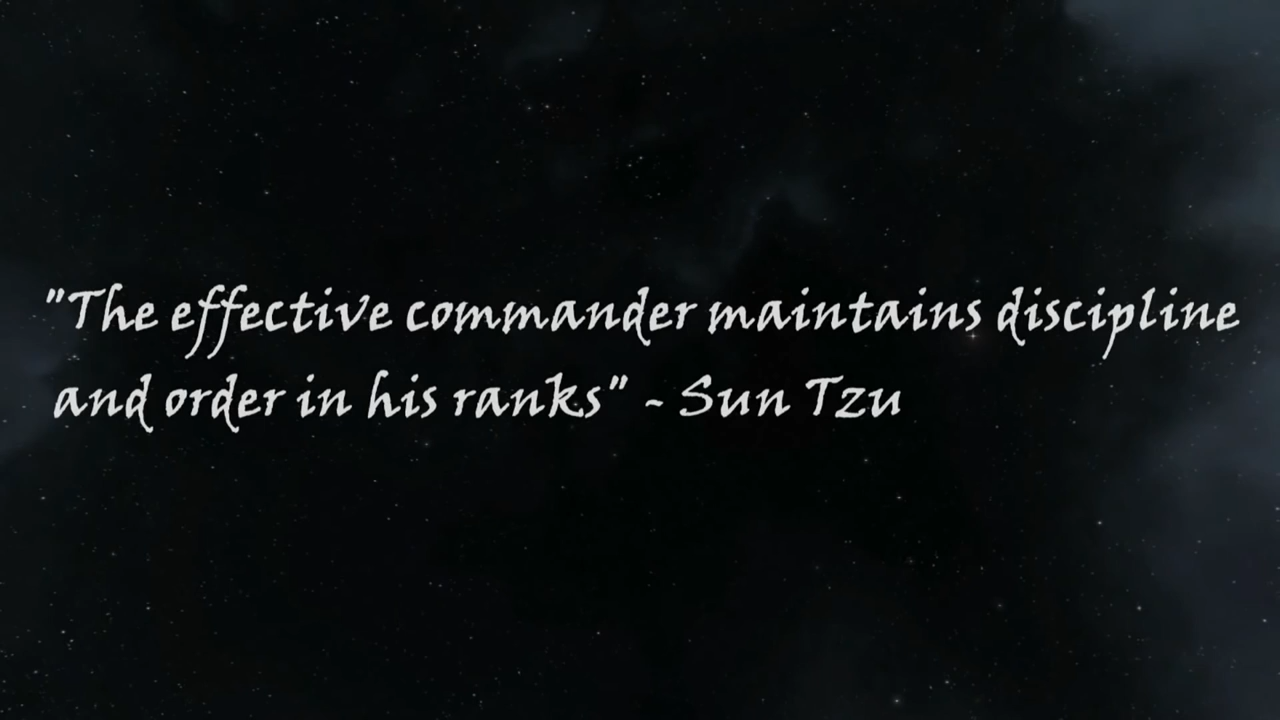 "The effective commander maintains discipline
and order in his ranks" - Sun Tzu